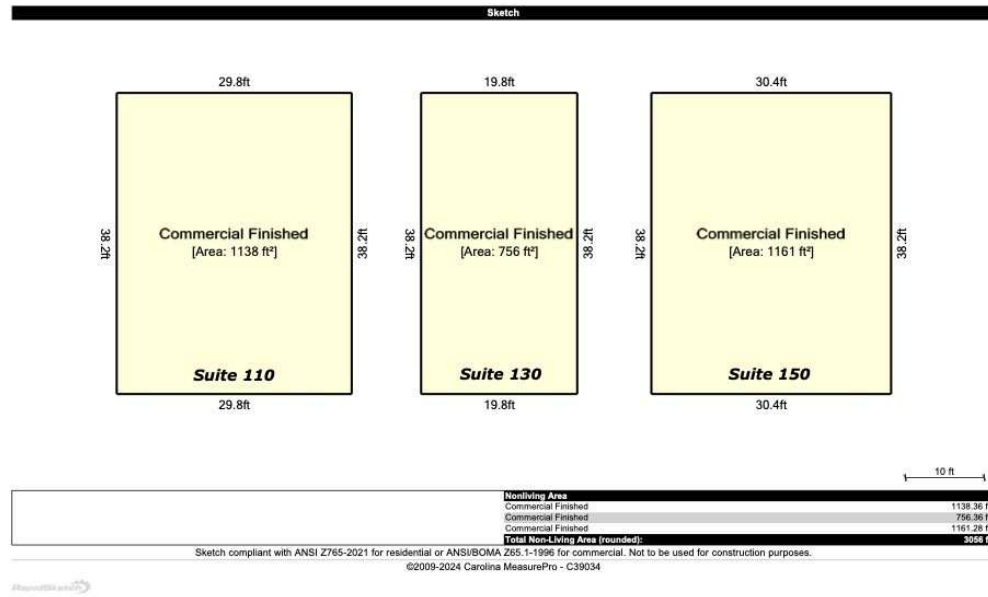 Sketch
29.8ft
19.8ft
30.4ft
38.2ft
38.2ft
38.2ft
38.2ft
38.2ft
38.2ft
Commercial Finished
[Area: 1138 ft²]
Commercial Finished
[Area: 756 ft²]
Commercial Finished
[Area: 1161 ft²]
Suite 110
Suite 130
Suite 150
29.8ft
19.8ft
30.4ft
10 ft
Nonliving Area
Commercial Finished 1138.36 f
Commercial Finished 756.36 f
Commercial Finished 1161.28 f
Total Non-Living Area (rounded): 3056 f
Sketch compliant with ANSI Z765-2021 for residential or ANSI/BOMA Z65.1-1996 for commercial. Not to be used for construction purposes.
©2009-2024 Carolina MeasurePro - C39034
RapidSketch